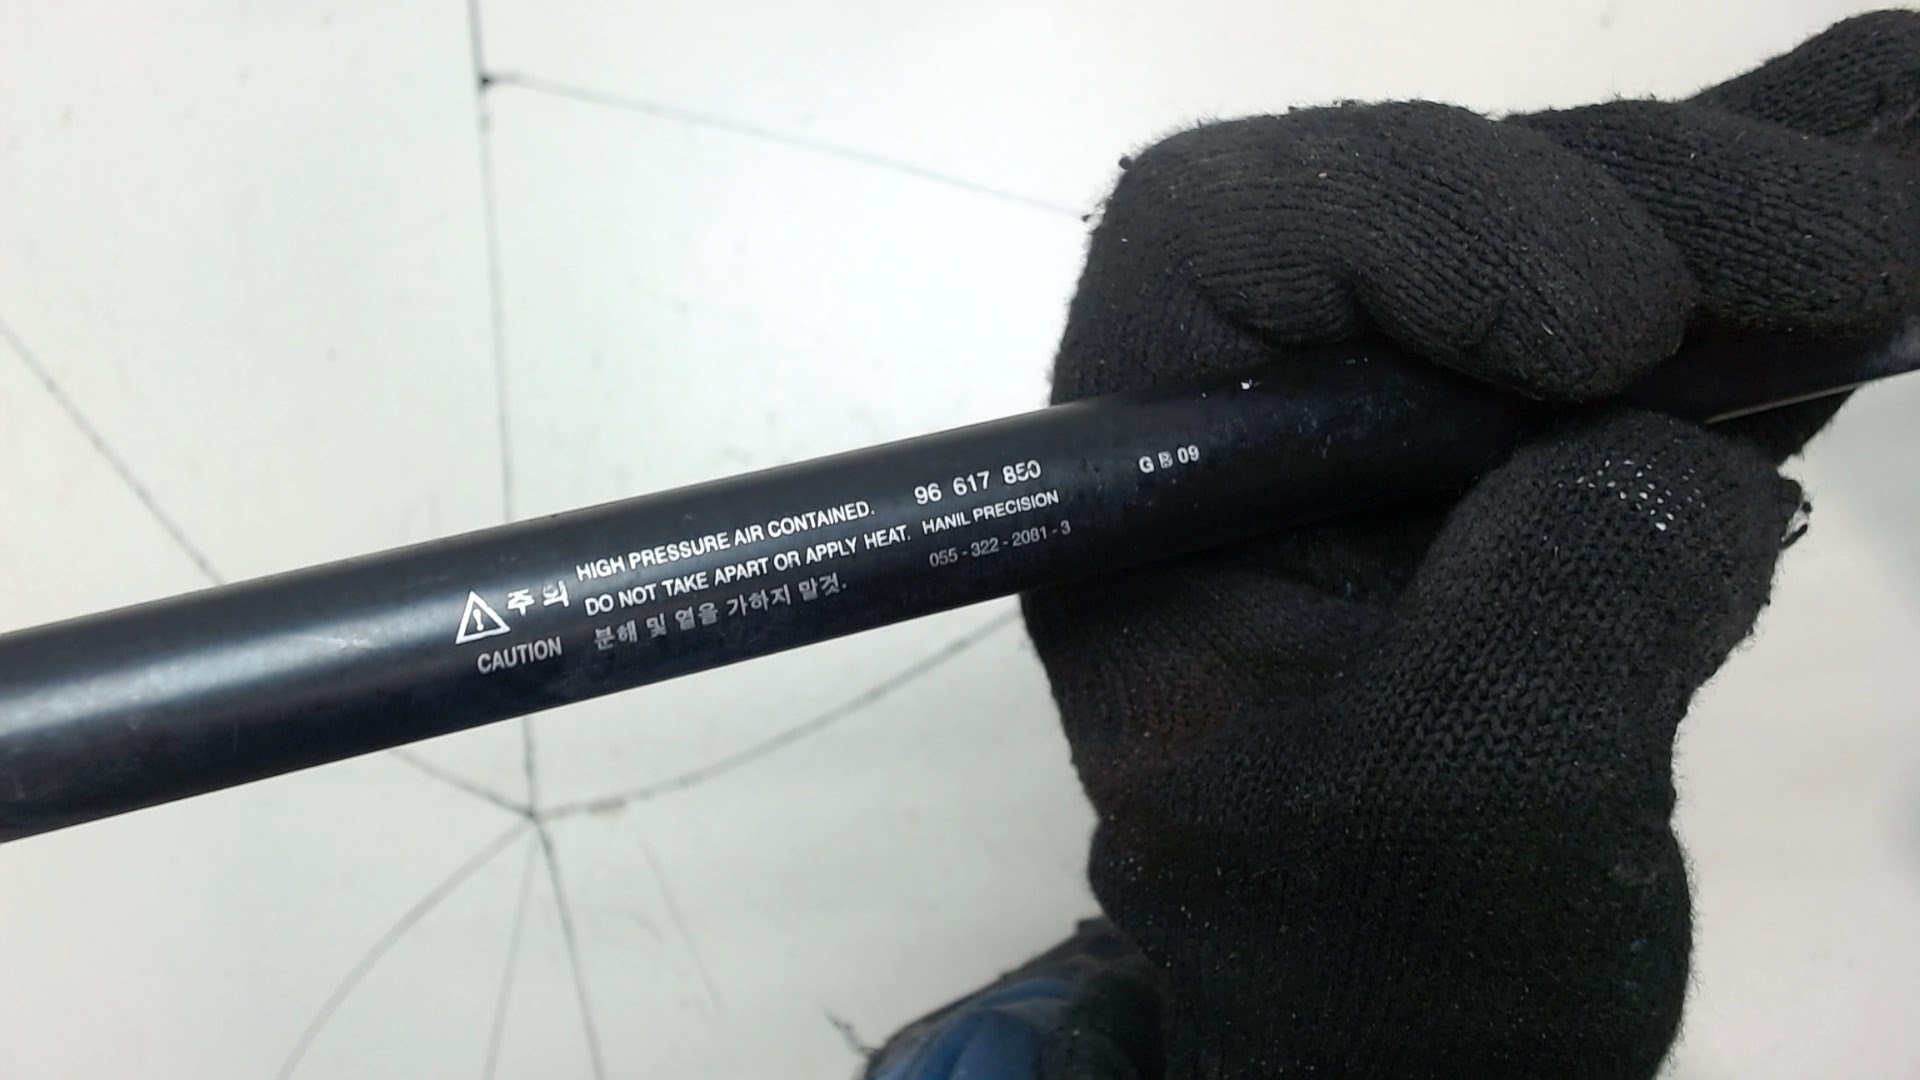 주의
CAUTION
HIGH PRESSURE AIR CONTAINED.
DO NOT TAKE APART OR APPLY HEAT.
분해 및 열을 가하지 말것.
96 617 850
HANIL PRECISION
055-322-2081-3
G B 09